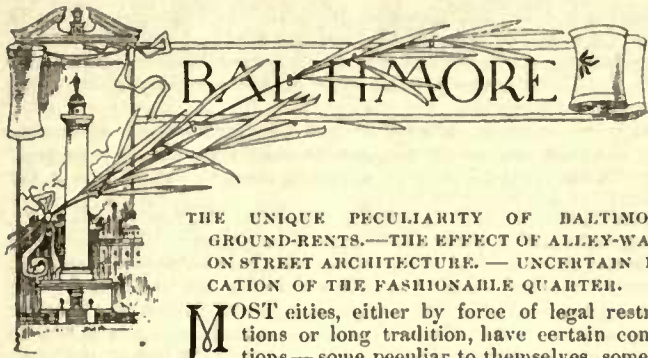 BALTIMORE
THE UNIQUE PECULIARITY OF BALTIMO
GROUND-RENTS.—THE EFFECT OF ALLEY-WA
ON STREET ARCHITECTURE. — UNCERTAIN L
CATION OF THE FASHIONABLE QUARTER.
MOST cities, either by force of legal restr
tions or long tradition, have certain con
tions — some peculiar to themselves, some